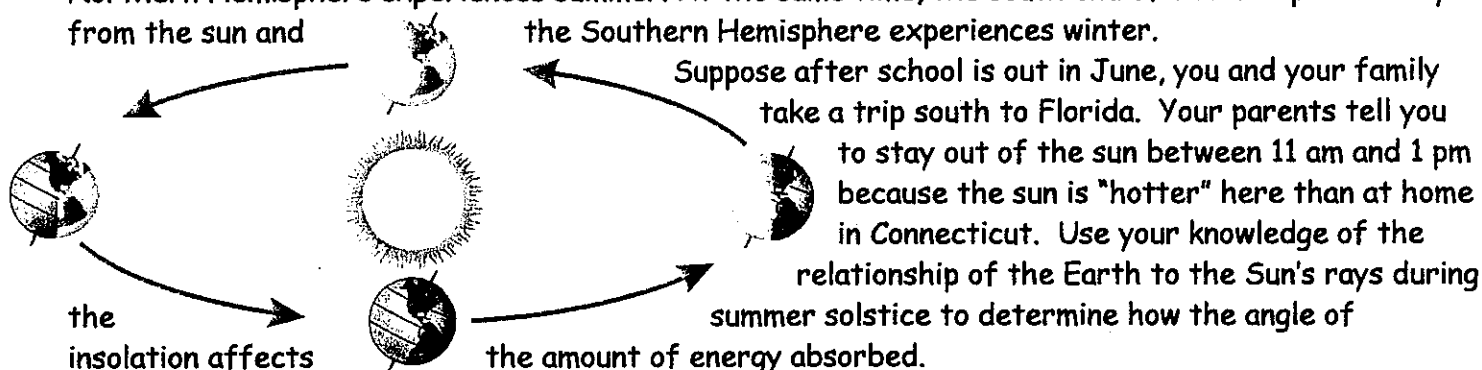 from the sun and the Southern Hemisphere experiences winter.
Suppose after school is out in June, you and your family
take a trip south to Florida. Your parents tell you
to stay out of the sun between 11 am and 1 pm
because the sun is "hotter" here than at home
in Connecticut. Use your knowledge of the
relationship of the Earth to the Sun's rays during
the summer solstice to determine how the angle of
insolation affects the amount of energy absorbed.